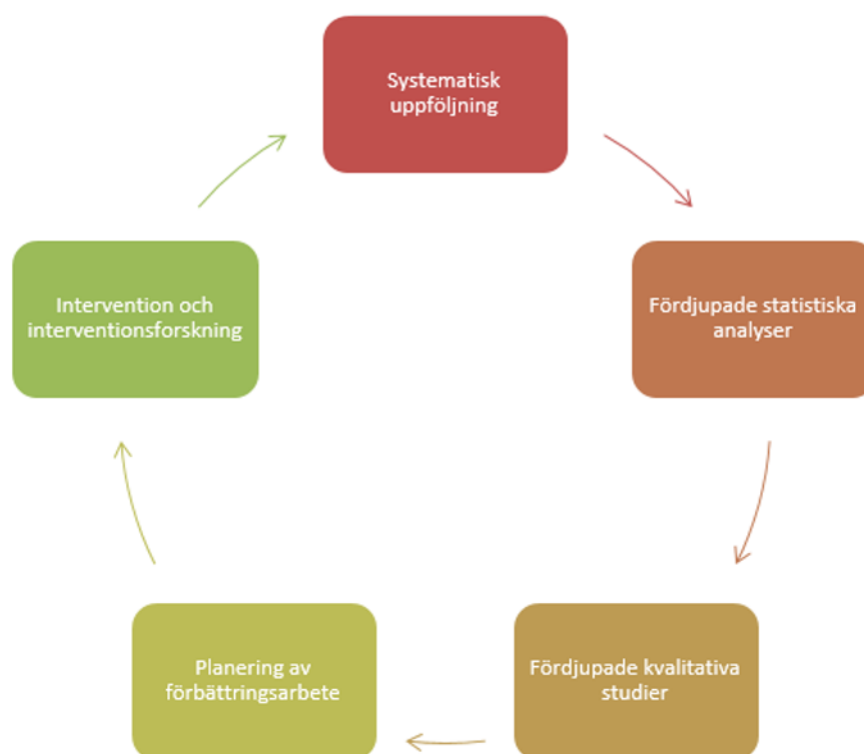 Systematisk
uppföljning
Fördjupade statistiska
analyser
Fördjupade kvalitativa
studier
Planering av
förbättringsarbete
Intervention och
interventionsforskning